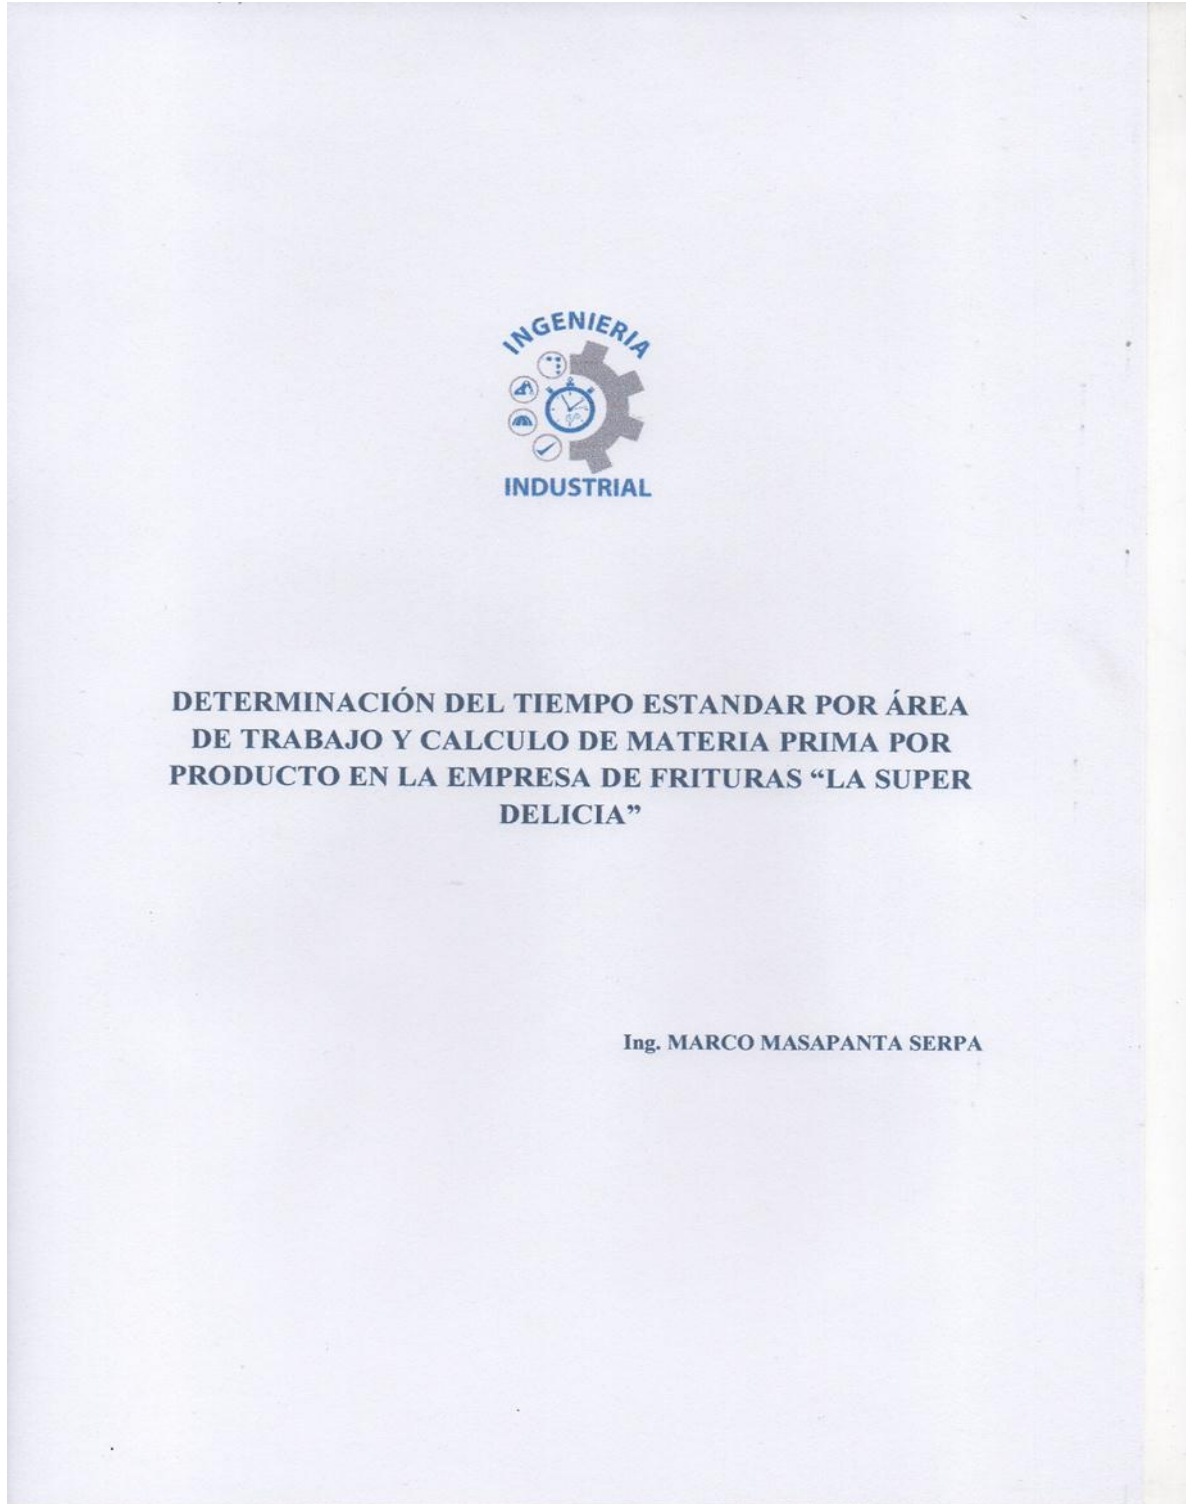 INGENIERIA
INDUSTRIAL
DETERMINACIÓN DEL TIEMPO ESTANDAR POR ÁREA
DE TRABAJO Y CALCULO DE MATERIA PRIMA POR
PRODUCTO EN LA EMPRESA DE FRITURAS “LA SUPER
DELICIA”
Ing. MARCO MASAPANTA SERPA